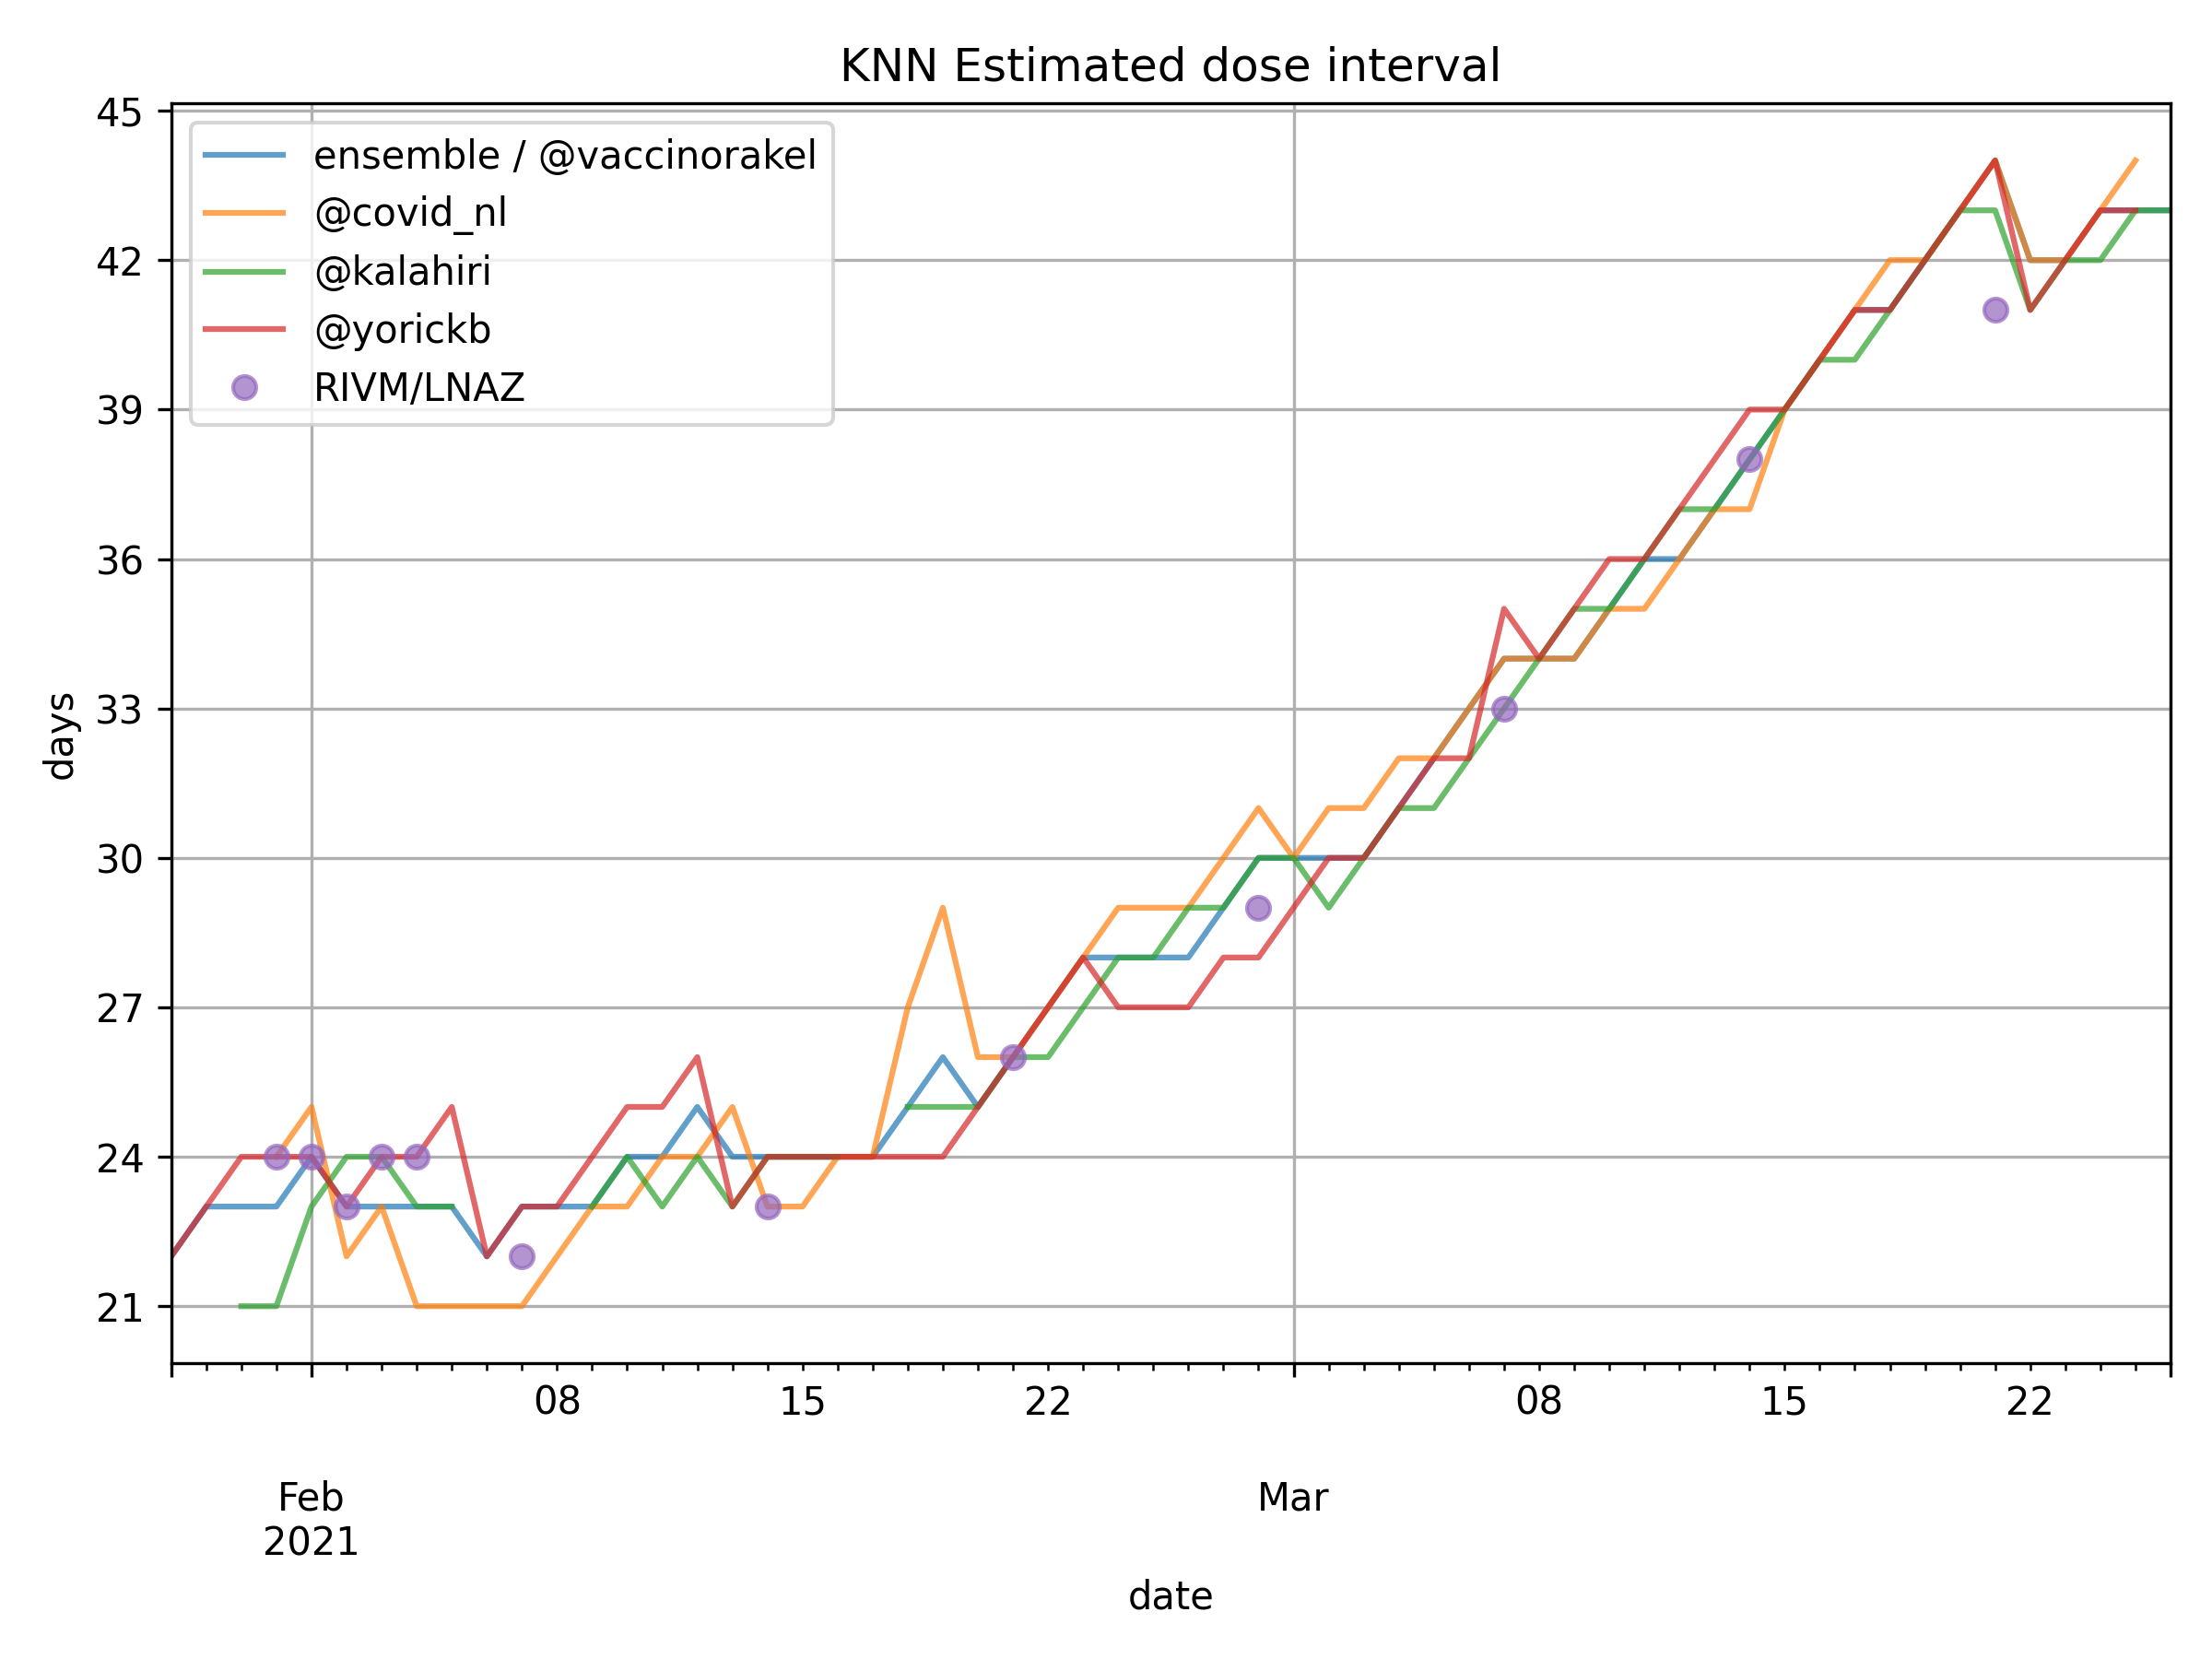 KNN Estimated dose interval
45
42
39
36
33
30
27
24
21
days
ensemble / @vaccinorakel
@covid_nl
@kalahiri
@yorickb
RIVM/LNAZ
08 15 22 08 15 22
Feb Mar
2021
date